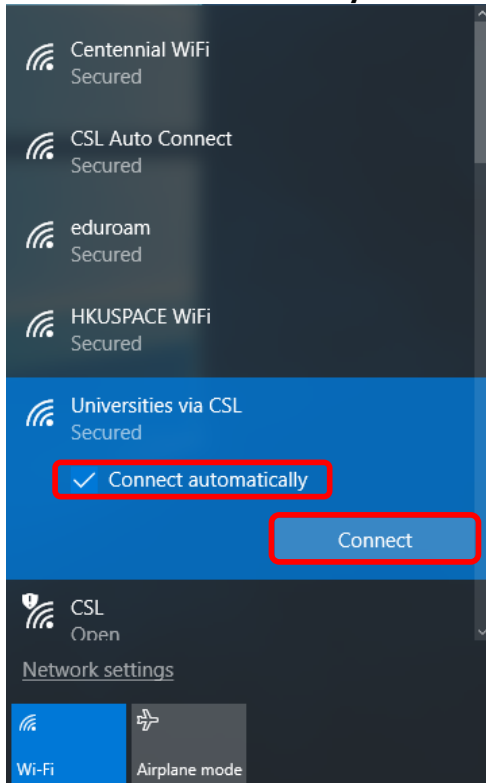 Centennial WiFi
Secured
CSL Auto Connect
Secured
eduroam
Secured
HKUSPACE WiFi
Secured
Universities via CSL
Secured
Connect automatically
Connect
CSL
Open
Network settings
Wi-Fi
Airplane mode